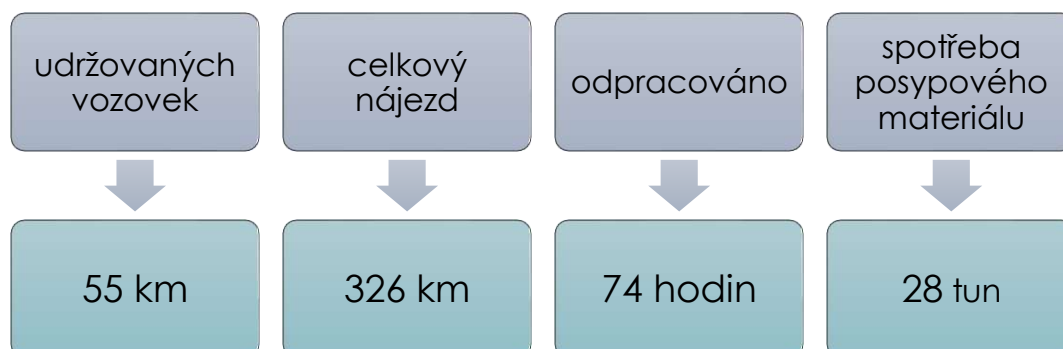 udržovaných
vozovek
celkový
nájezd
odpracováno
spotřeba
posypového
materiálu
55 km
326 km
74 hodin
28 tun